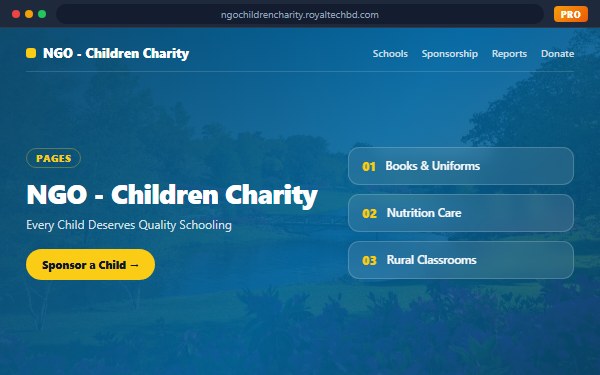 ngochildrencharity.royaltechbd.com
PRO
NGO - Children Charity
Schools Sponsorship Reports Donate
PAGES
NGO - Children Charity
Every Child Deserves Quality Schooling
Sponsor a Child →
01 Books & Uniforms
02 Nutrition Care
03 Rural Classrooms